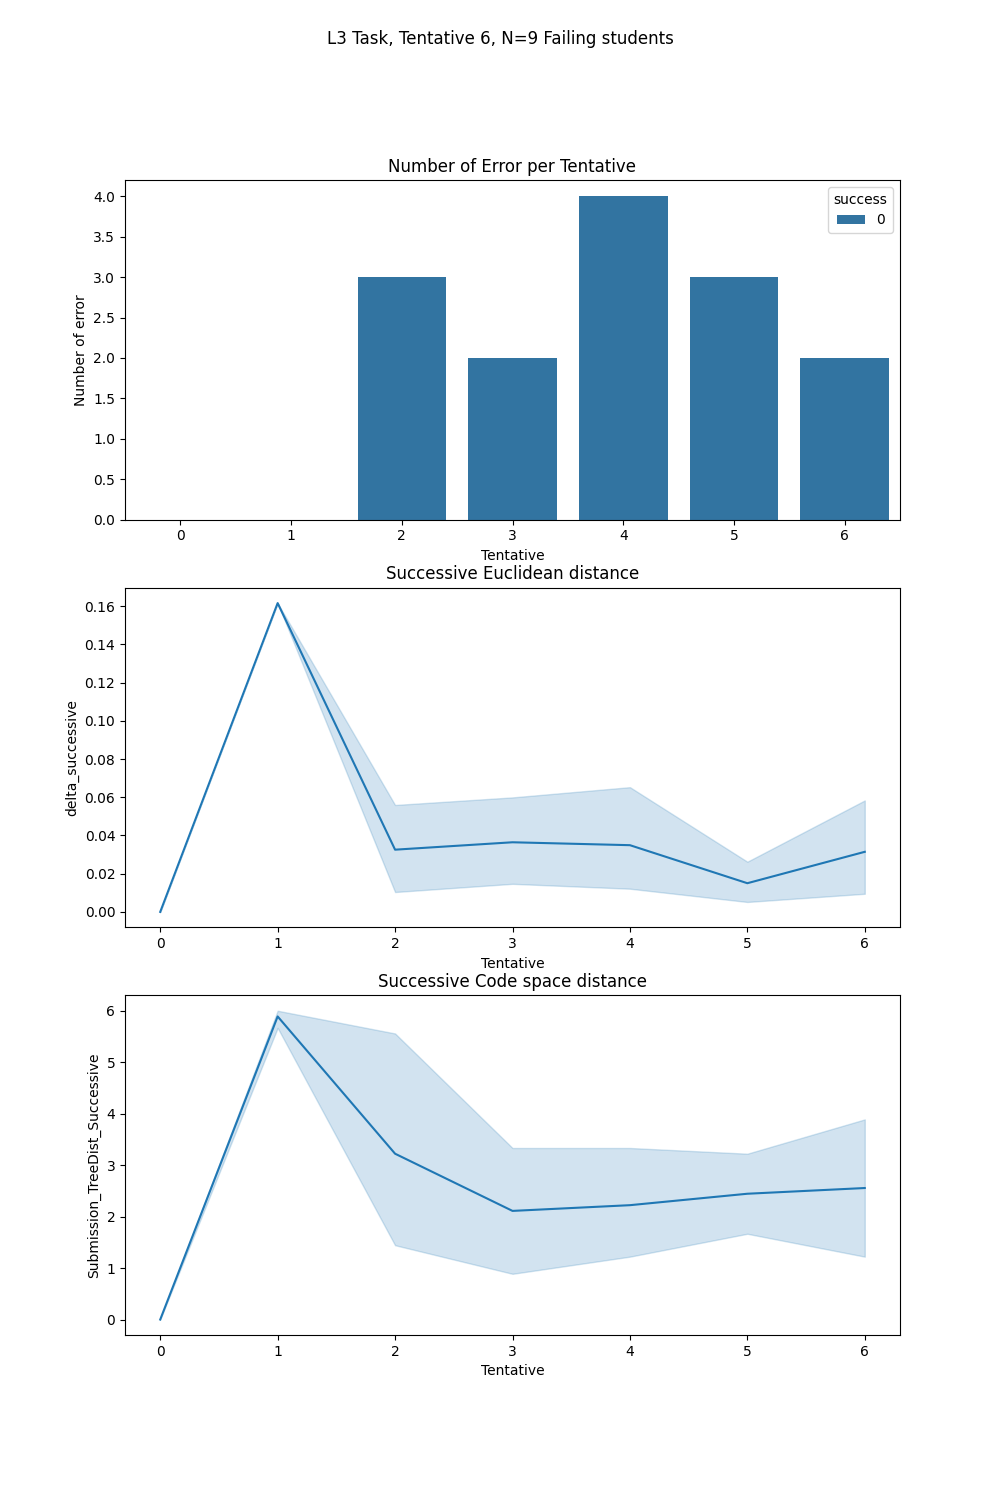 L3 Task, Tentative 6, N=9 Failing students
Number of Error per Tentative
success
0
4.0
3.5
3.0
2.5
2.0
1.5
1.0
0.5
0.0
Number of error
0 1 2 3 4 5 6
Tentative
Successive Euclidean distance
0.16
0.14
0.12
0.10
0.08
0.06
0.04
0.02
0.00
delta_successive
0 1 2 3 4 5 6
Tentative
Successive Code space distance
6
5
4
3
2
1
0
Submission_TreeDist_Successive
0 1 2 3 4 5 6
Tentative